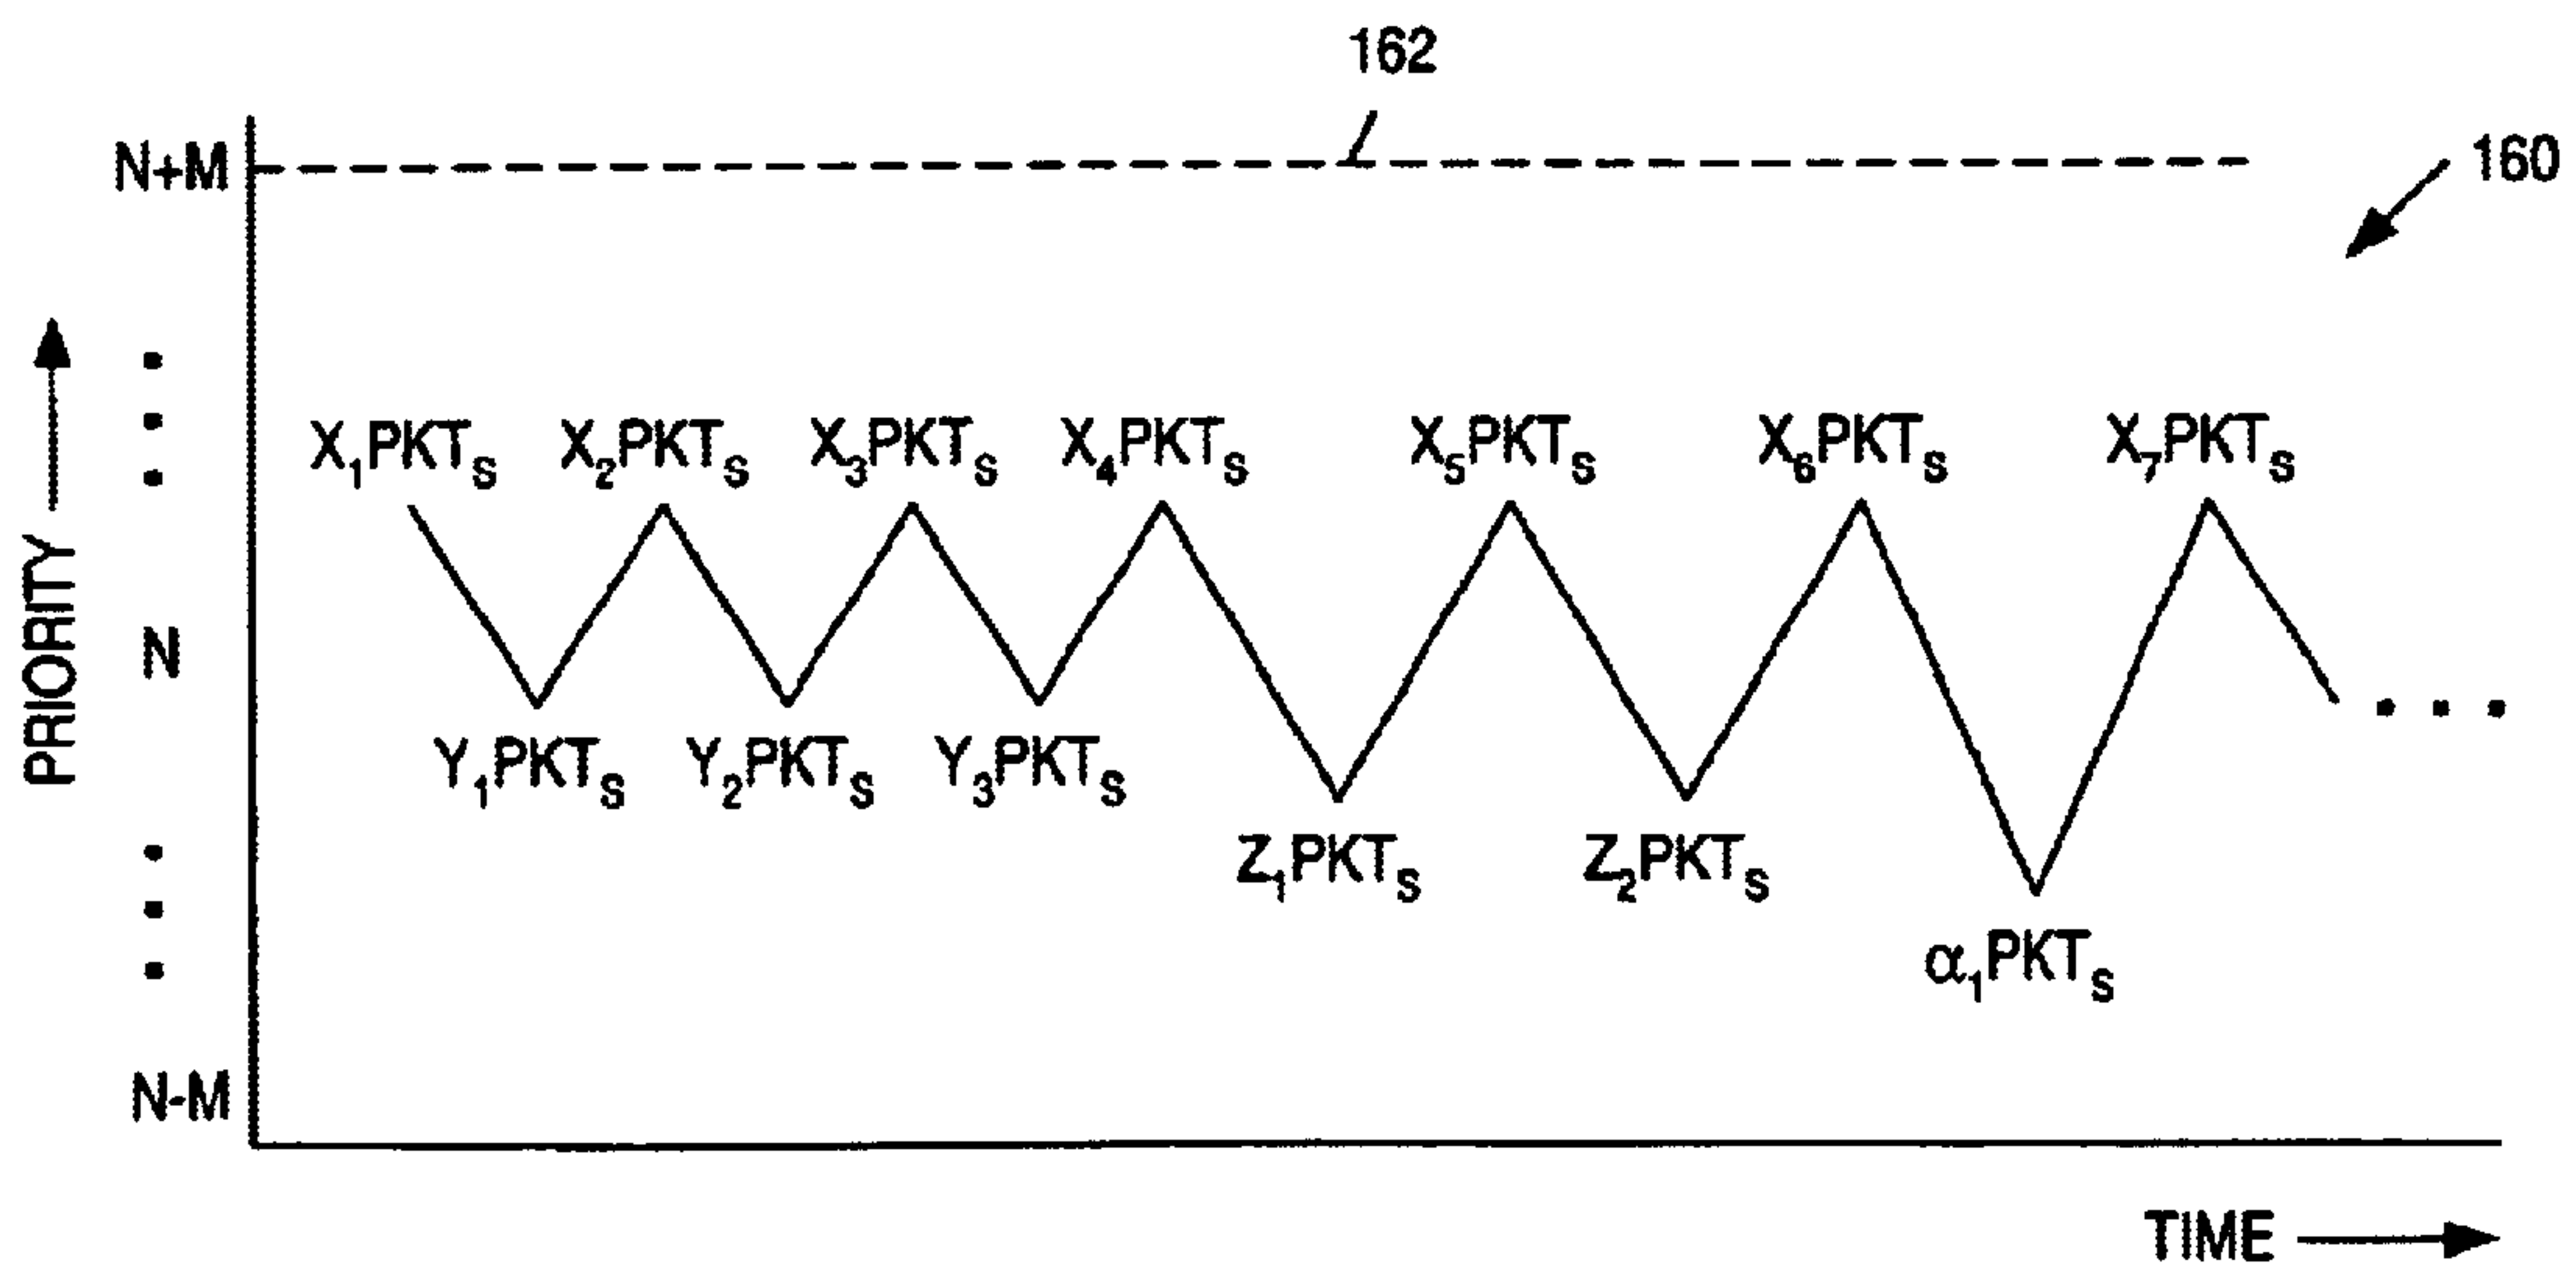 162
N+M
160
X₁PKTₛ X₂PKTₛ X₃PKTₛ X₄PKTₛ X₅PKTₛ X₆PKTₛ X₇PKTₛ
PRIORITY
N
Y₁PKTₛ Y₂PKTₛ Y₃PKTₛ
Z₁PKTₛ Z₂PKTₛ
α₁PKTₛ
N-M
TIME